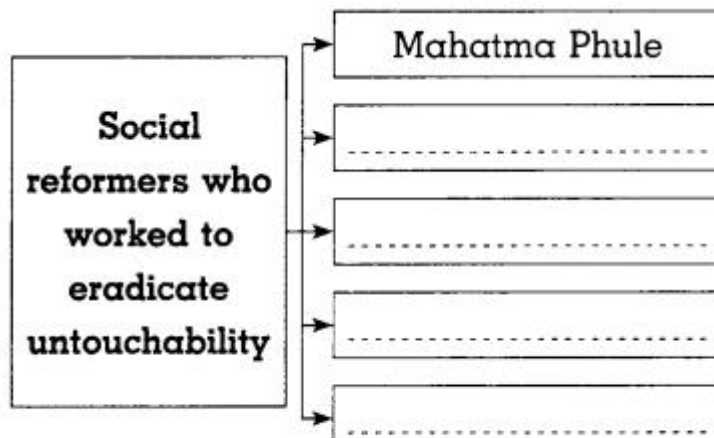 Mahatma Phule
Social
reformers who
worked to
eradicate
untouchability